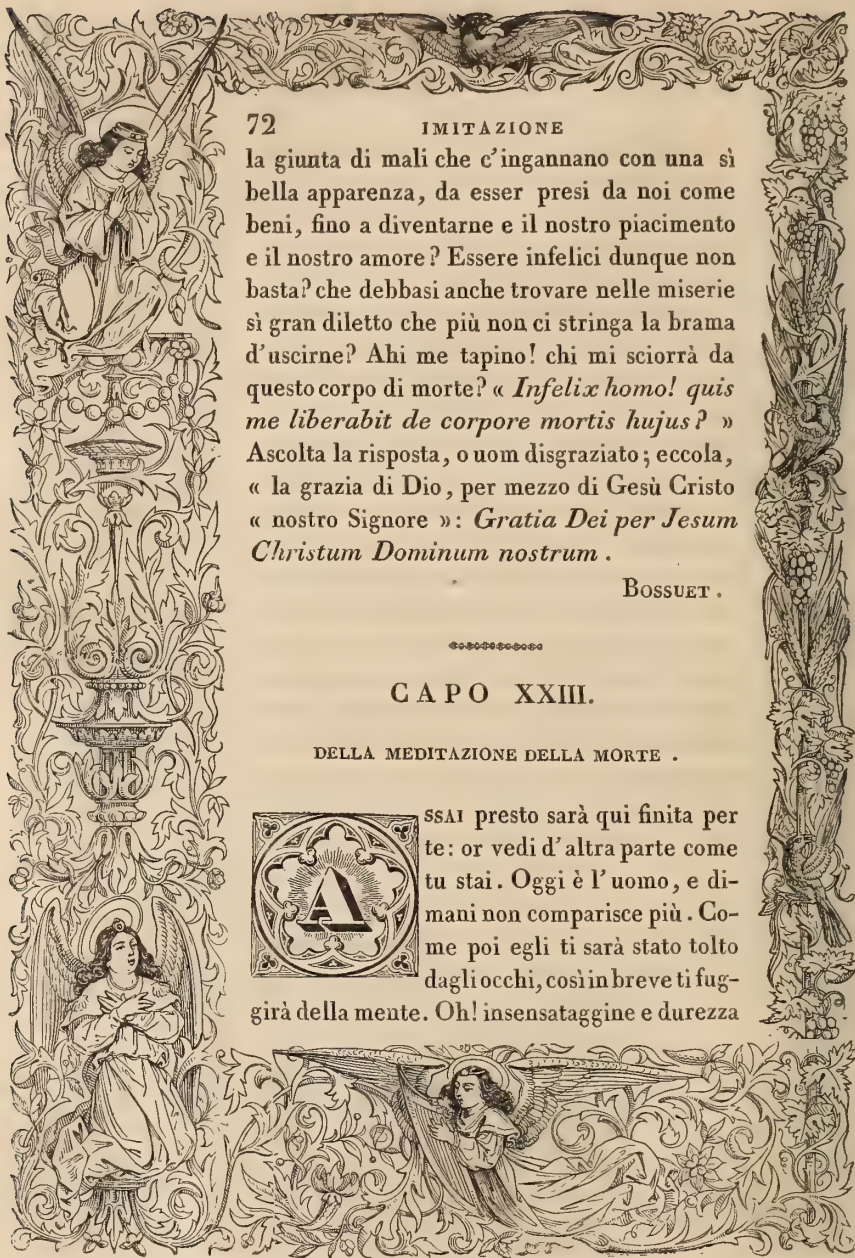 72 IMITAZIONE
la giunta di mali che c'ingannano con una sì
bella apparenza, da esser presi da noi come
beni, fino a diventarne e il nostro piacimento
e il nostro amore? Essere infelici dunque non
basta? che debbasi anche trovare nelle miserie
sì gran diletto che più non ci stringa la brama
d'uscirne? Ahi me tapino! chi mi sciorrà da
questo corpo di morte? « Infelix homo! quis
me liberabit de corpore mortis hujus? »
Ascolta la risposta, o uom disgraziato; eccola,
« la grazia di Dio, per mezzo di Gesù Cristo
« nostro Signore »: Gratia Dei per Jesum
Christum Dominum nostrum .
BOSSUET .
CAPO XXIII.
DELLA MEDITAZIONE DELLA MORTE .
ASSAI presto sarà qui finita per
te: or vedi d'altra parte come
tu stai. Oggi è l'uomo, e di-
mani non comparisce più. Co-
me poi egli ti sarà stato tolto
dagli occhi, così in breve ti fug-
girà della mente. Oh! insensataggine e durezza